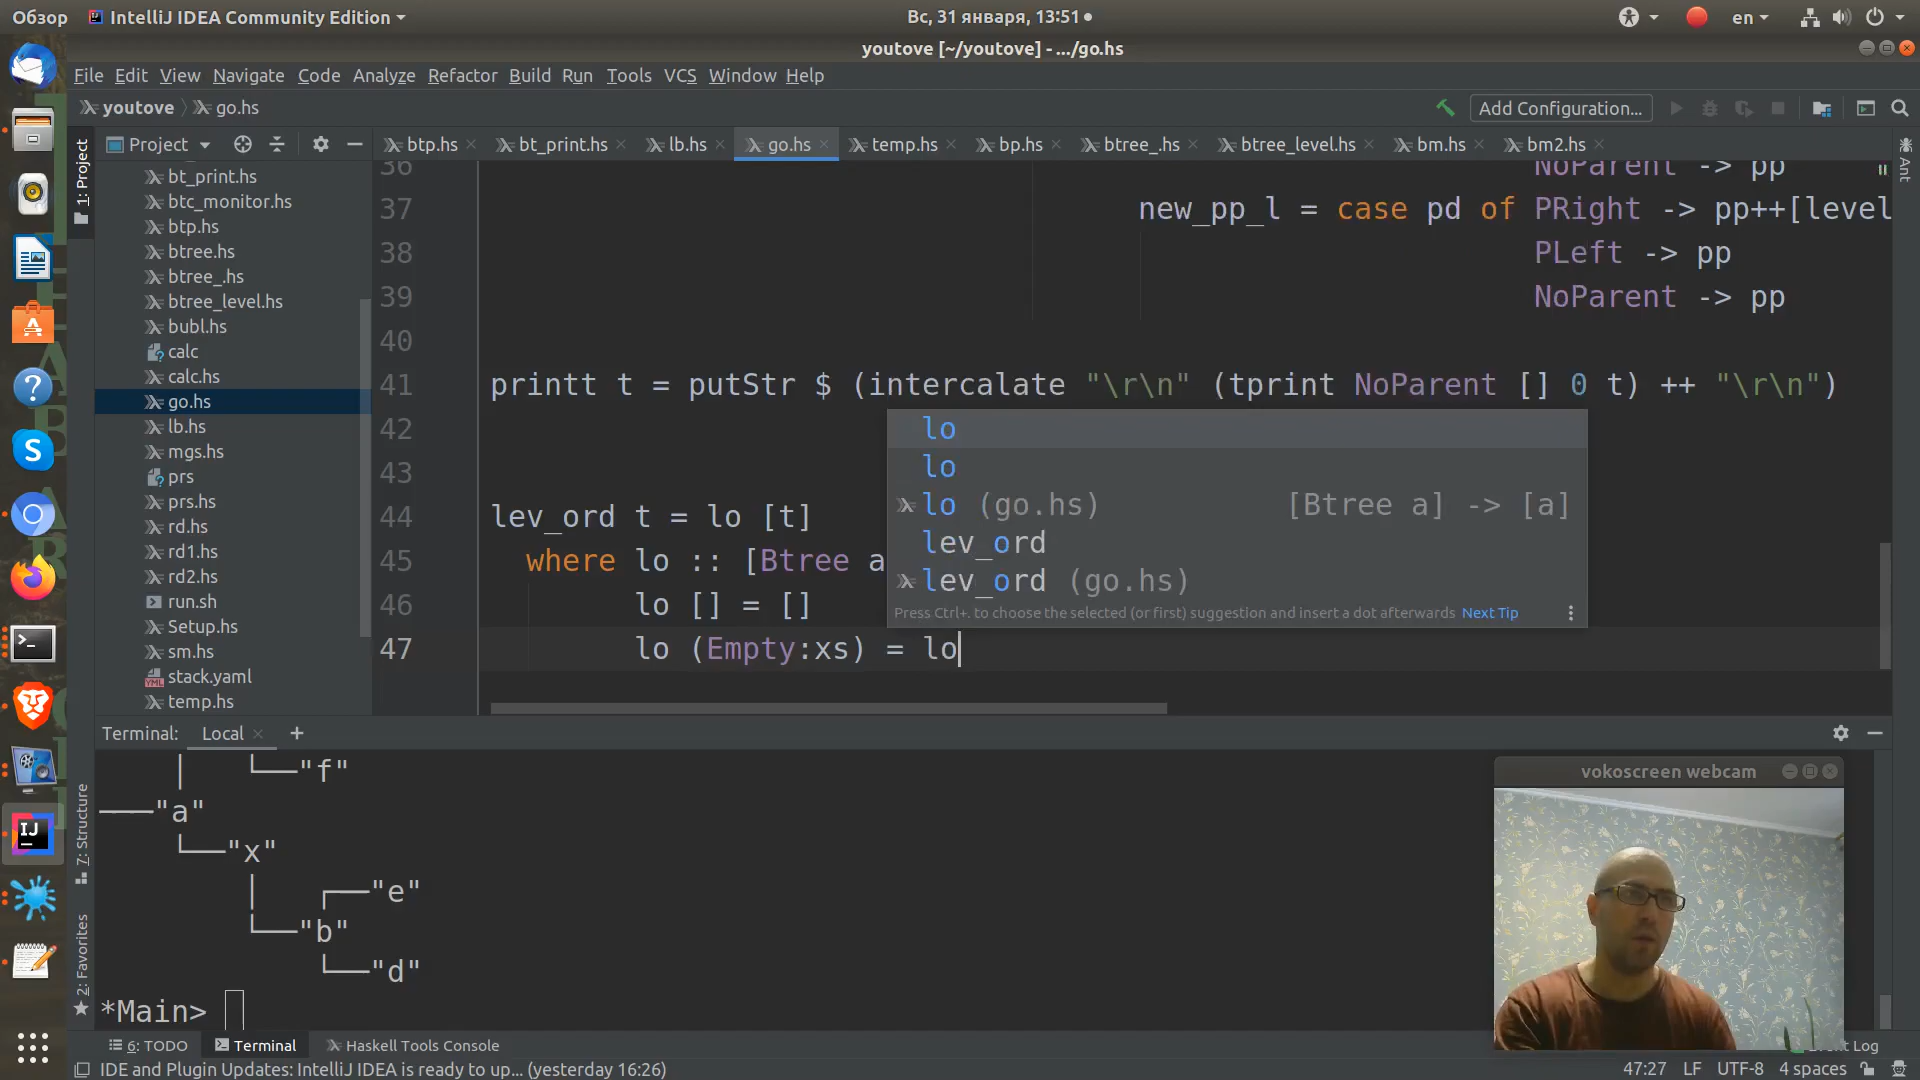 Обзор IntelliJ IDEA Community Edition Вс, 31 января, 13:51 en
youtove [~/youtove] - .../go.hs
File Edit View Navigate Code Analyze Refactor Build Run Tools VCS Window Help
youtove go.hs Add Configuration...
1: Project
Project
btp.hs bt_print.hs lb.hs go.hs temp.hs bp.hs btree_.hs btree_level.hs bm.hs bm2.hs
Ant
bt_print.hs
btc_monitor.hs
btp.hs
btree.hs
btree_.hs
btree_level.hs
bubl.hs
calc
calc.hs
go.hs
lb.hs
mgs.hs
prs
prs.hs
rd.hs
rd1.hs
rd2.hs
run.sh
Setup.hs
sm.hs
stack.yaml
temp.hs
36 NoParent -> pp
37 new_pp_l = case pd of PRight -> pp++[level
38 PLeft -> pp
39 NoParent -> pp
40
41 printt t = putStr $ (intercalate "\r\n" (tprint NoParent [] 0 t) ++ "\r\n")
42
43
44 lev_ord t = lo [t]
45 where lo :: [Btree a
46 lo [] = []
47 lo (Empty:xs) = lo
lo
lo
lo (go.hs) [Btree a] -> [a]
lev_ord
lev_ord (go.hs)
Press Ctrl+. to choose the selected (or first) suggestion and insert a dot afterwards Next Tip
Terminal: Local +
│ └──"f"
───"a"
└──"x"
│ ┌──"e"
└──"b"
└──"d"
*Main>
7: Structure
2: Favorites
vokoscreen webcam
6: TODO Terminal Haskell Tools Console Event Log
IDE and Plugin Updates: IntelliJ IDEA is ready to up... (yesterday 16:26) 47:27 LF UTF-8 4 spaces